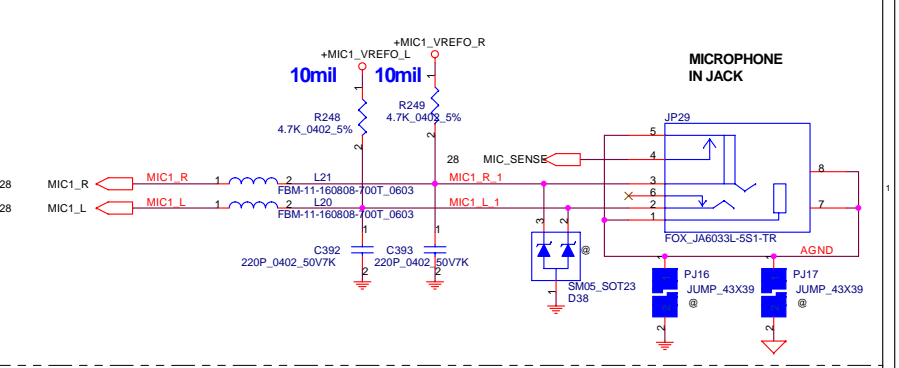 +MIC1_VREFO_R
+MIC1_VREFO_L
10mil
10mil
1
1
R248
4.7K_0402_5%
R249
4.7K_0402_5%
2
2
MICROPHONE
IN JACK
JP29
5
4
3
6
2
1
8
7
FOX_JA6033L-5S1-TR
28
MIC_SENSE
28
MIC1_R
MIC1_R
1
2
L21
FBM-11-160808-700T_0603
MIC1_R_1
28
MIC1_L
MIC1_L
1
2
L20
FBM-11-160808-700T_0603
MIC1_L_1
1
1
C392
220P_0402_50V7K
C393
220P_0402_50V7K
2
2
3
2
@
1
SM05_SOT23
D38
AGND
1
1
PJ16
JUMP_43X39
@
2
PJ17
JUMP_43X39
@
2
1